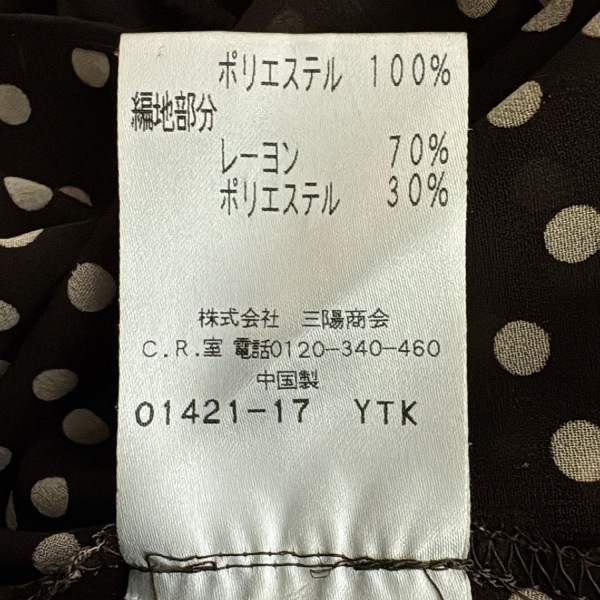 ポリエステル 100%
編地部分
レーヨン 70%
ポリエステル 30%
株式会社 三陽商会
C.R.室 電話0120-340-460
中国製
01421-17 YTK